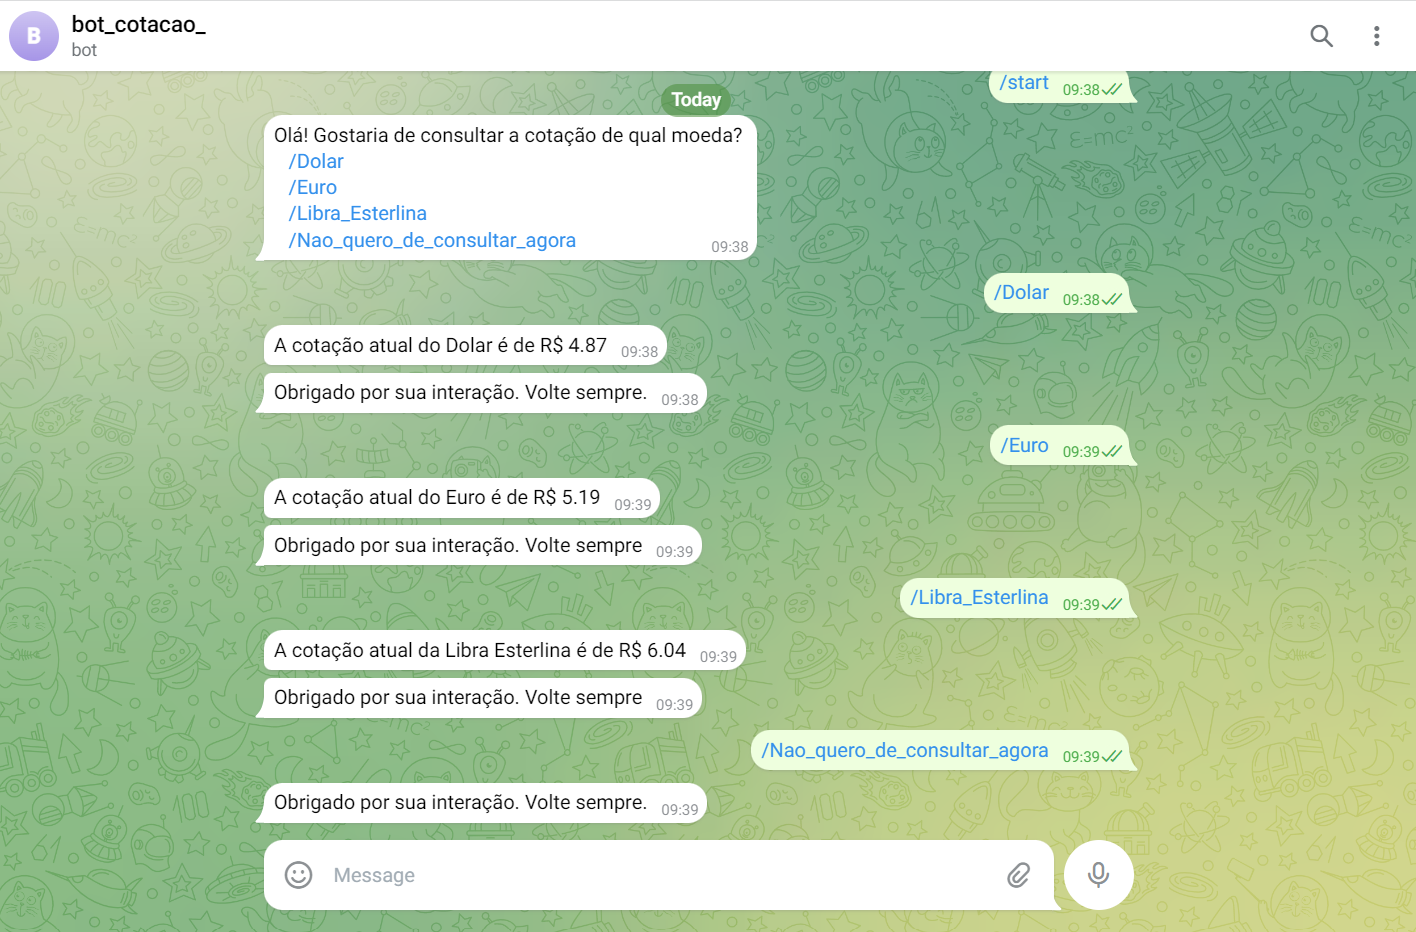 B
bot_cotacao_
bot
/start 09:38
Today
Olá! Gostaria de consultar a cotação de qual moeda?
/Dolar
/Euro
/Libra_Esterlina
/Nao_quero_de_consultar_agora 09:38
/Dolar 09:38
A cotação atual do Dolar é de R$ 4.87 09:38
Obrigado por sua interação. Volte sempre. 09:38
/Euro 09:39
A cotação atual do Euro é de R$ 5.19 09:39
Obrigado por sua interação. Volte sempre 09:39
/Libra_Esterlina 09:39
A cotação atual da Libra Esterlina é de R$ 6.04 09:39
Obrigado por sua interação. Volte sempre 09:39
/Nao_quero_de_consultar_agora 09:39
Obrigado por sua interação. Volte sempre. 09:39
Message